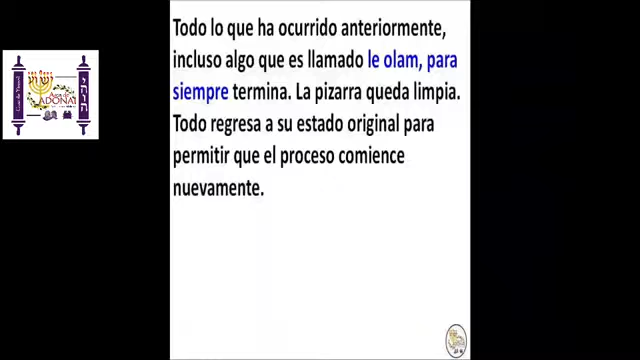 Todo lo que ha ocurrido anteriormente,
incluso algo que es llamado le olam, para
siempre termina. La pizarra queda limpia.
Todo regresa a su estado original para
permitir que el proceso comience
nuevamente.
ADONAI